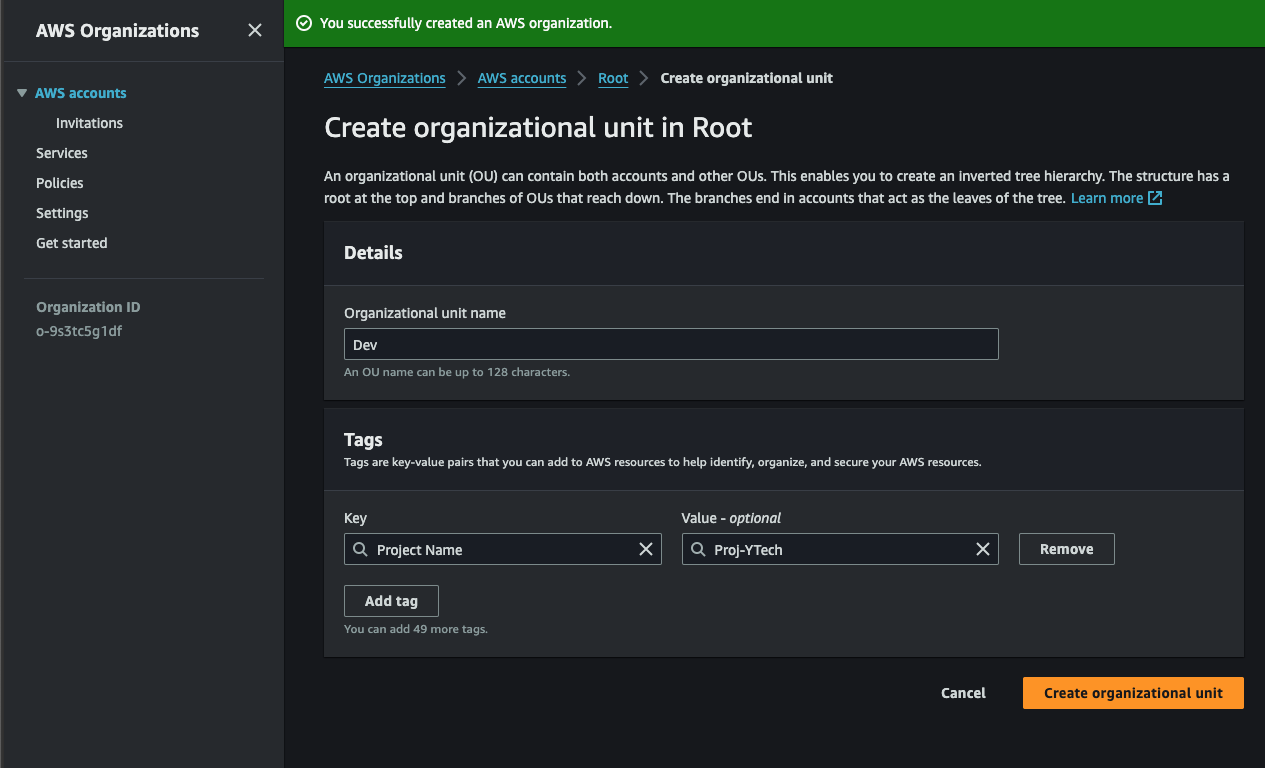 AWS Organizations
You successfully created an AWS organization.
AWS accounts
Invitations
Services
Policies
Settings
Get started
Organization ID
o-9s3tc5g1df
AWS Organizations > AWS accounts > Root > Create organizational unit
Create organizational unit in Root
An organizational unit (OU) can contain both accounts and other OUs. This enables you to create an inverted tree hierarchy. The structure has a
root at the top and branches of OUs that reach down. The branches end in accounts that act as the leaves of the tree. Learn more
Details
Organizational unit name
Dev
An OU name can be up to 128 characters.
Tags
Tags are key-value pairs that you can add to AWS resources to help identify, organize, and secure your AWS resources.
Key
Value - optional
Project Name
Proj-YTech
Remove
Add tag
You can add 49 more tags.
Cancel
Create organizational unit